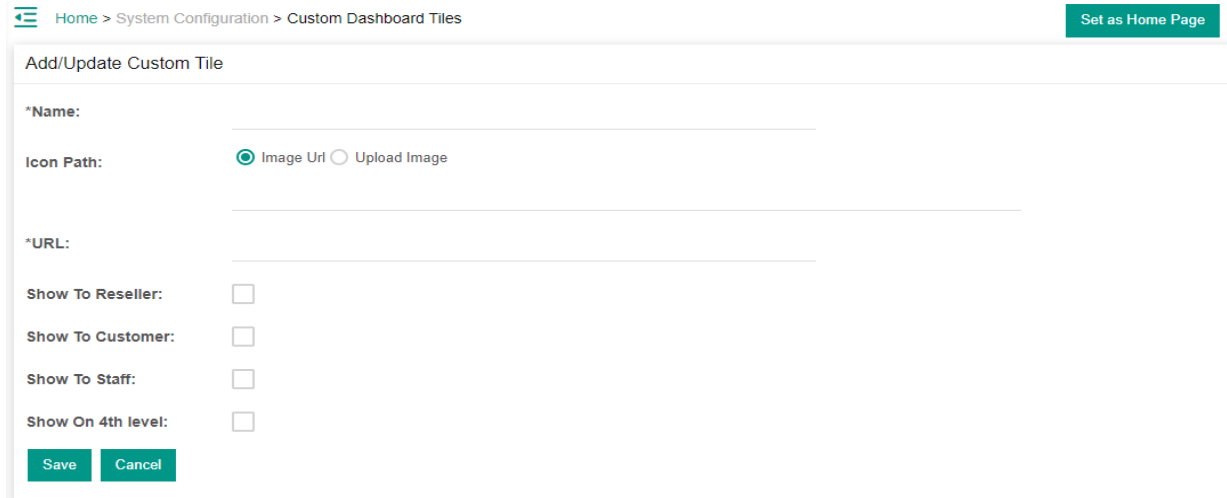 Home > System Configuration > Custom Dashboard Tiles Set as Home Page
Add/Update Custom Tile
*Name:
Icon Path: Image Url Upload Image
*URL:
Show To Reseller:
Show To Customer:
Show To Staff:
Show On 4th level:
Save Cancel